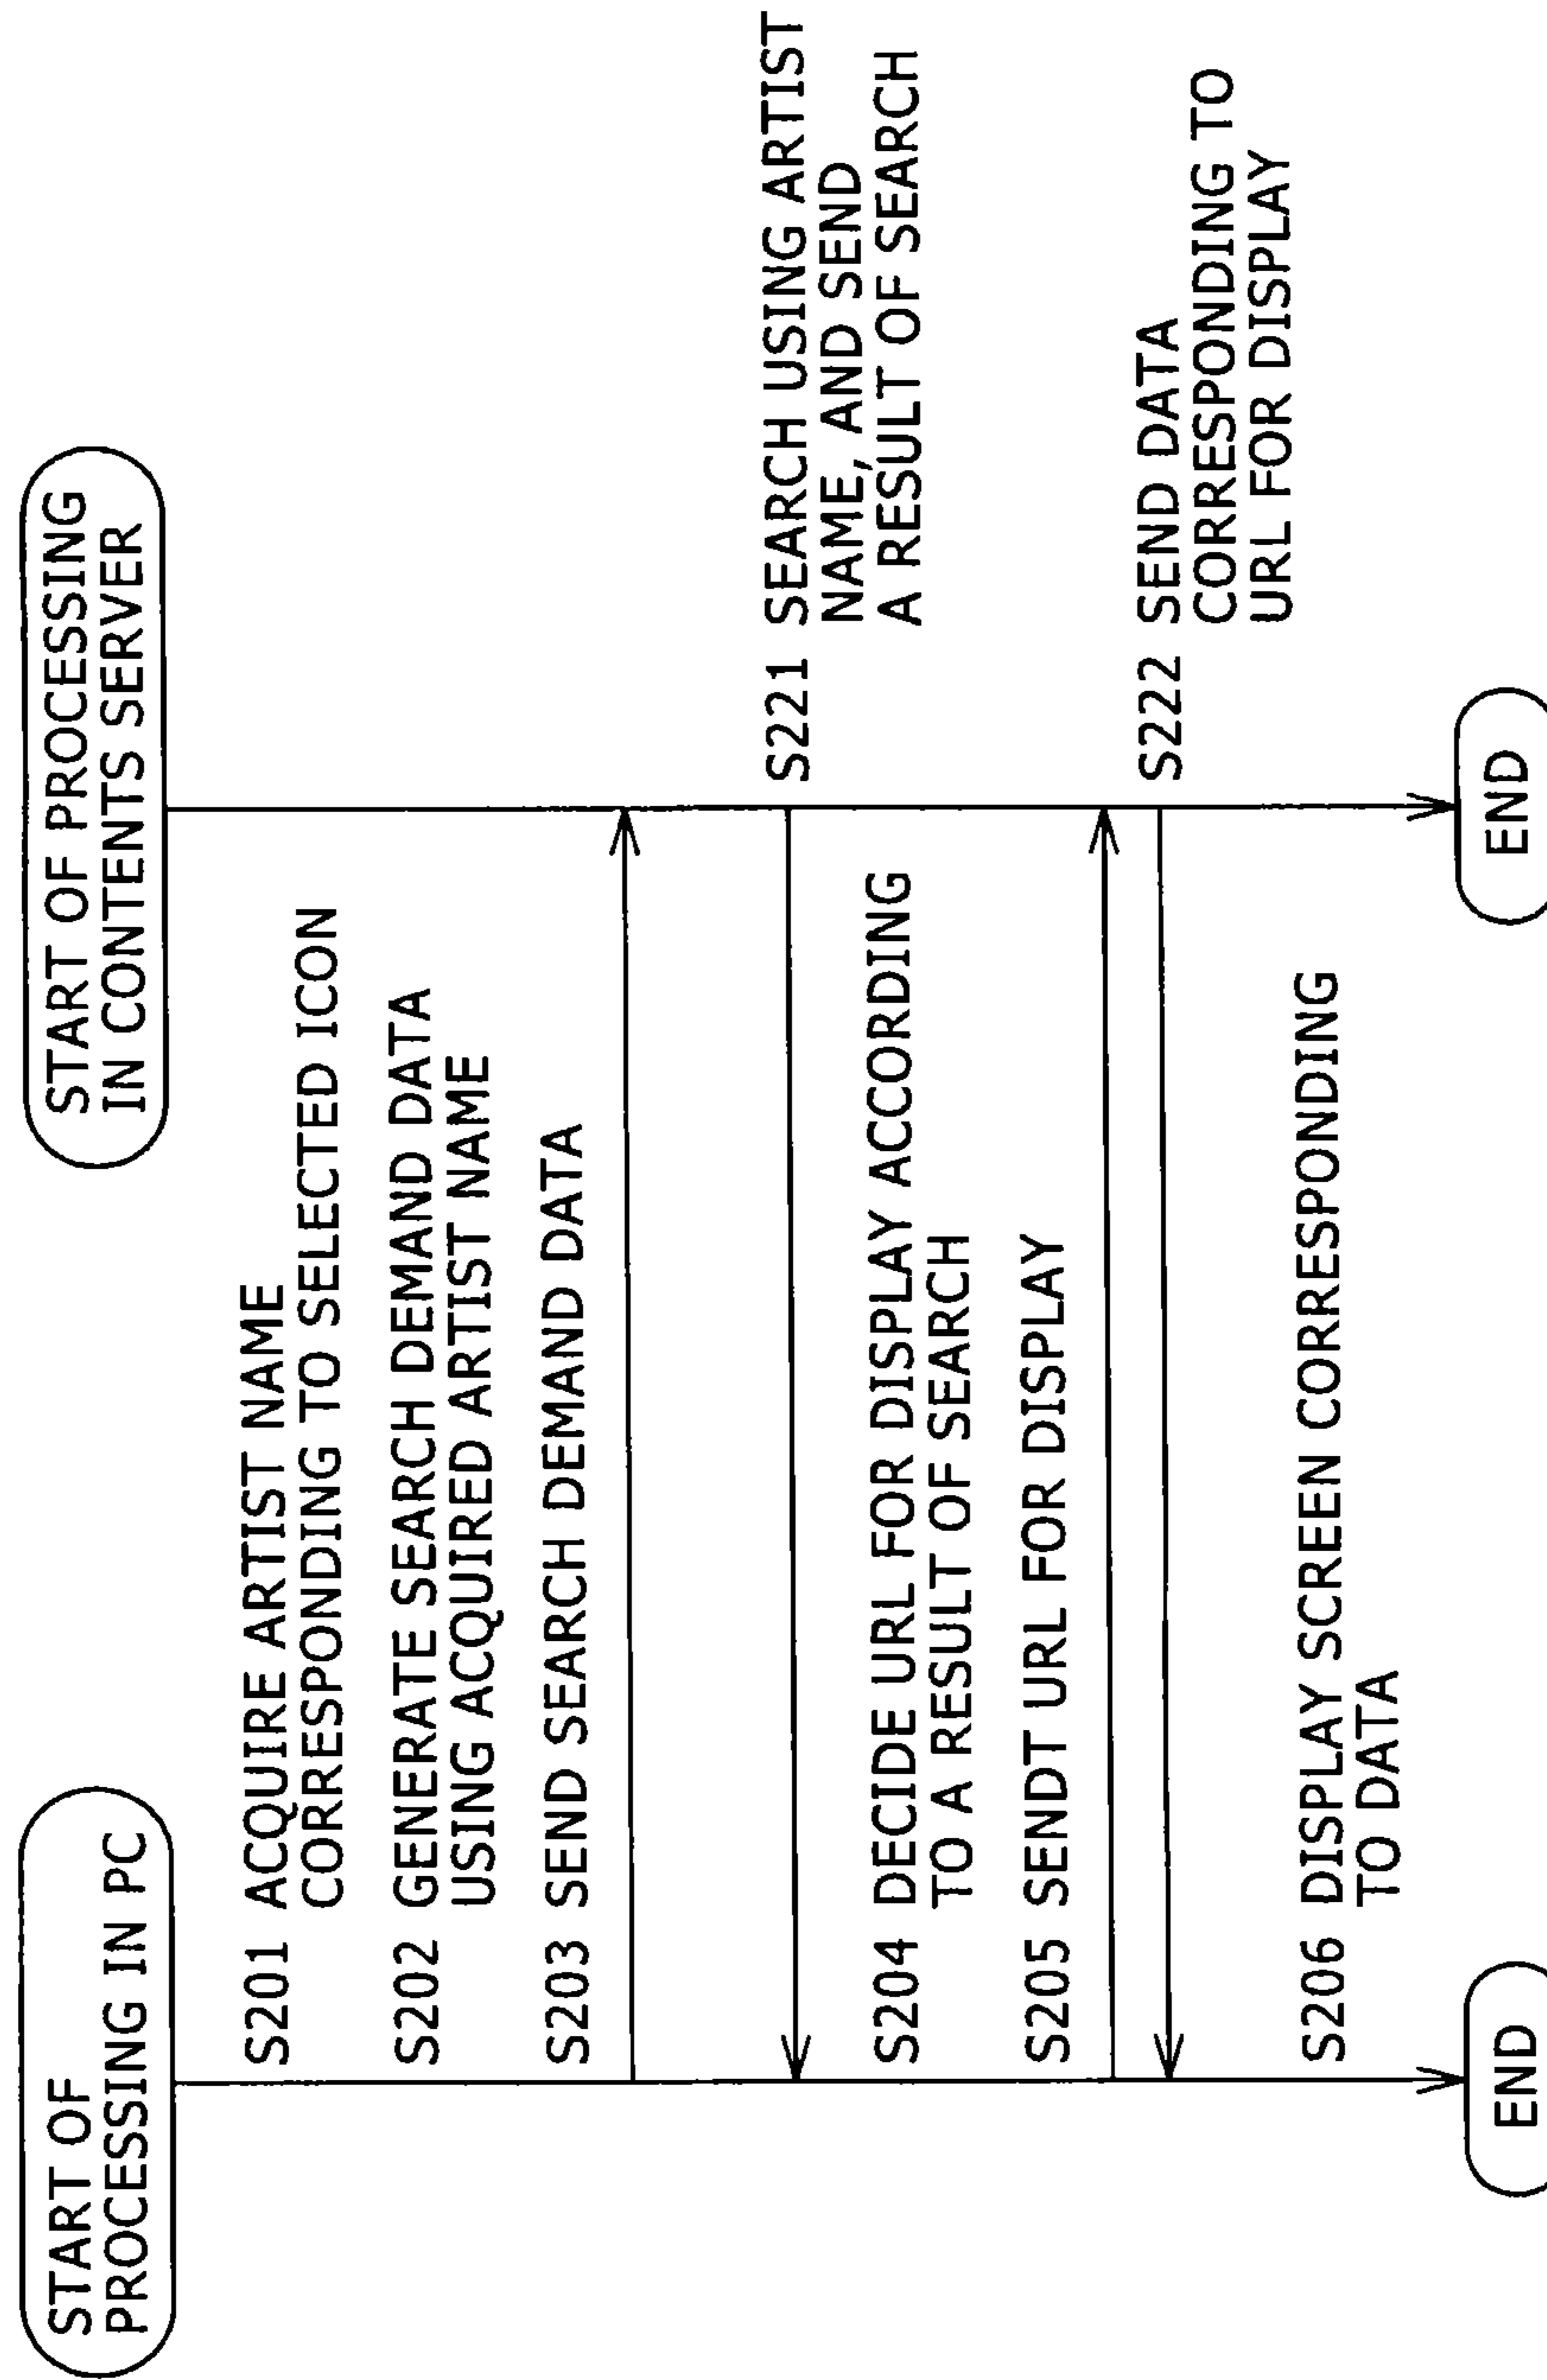 START OF
PROCESSING IN PC
START OF PROCESSING
IN CONTENTS SERVER
S201 ACQUIRE ARTIST NAME
CORRESPONDING TO SELECTED ICON
S202 GENERATE SEARCH DEMAND DATA
USING ACQUIRED ARTIST NAME
S203 SEND SEARCH DEMAND DATA
S221 SEARCH USING ARTIST
NAME, AND SEND
A RESULT OF SEARCH
S204 DECIDE URL FOR DISPLAY ACCORDING
TO A RESULT OF SEARCH
S205 SENDT URL FOR DISPLAY
S222 SEND DATA
CORRESPONDING TO
URL FOR DISPLAY
S206 DISPLAY SCREEN CORRESPONDING
TO DATA
END
END